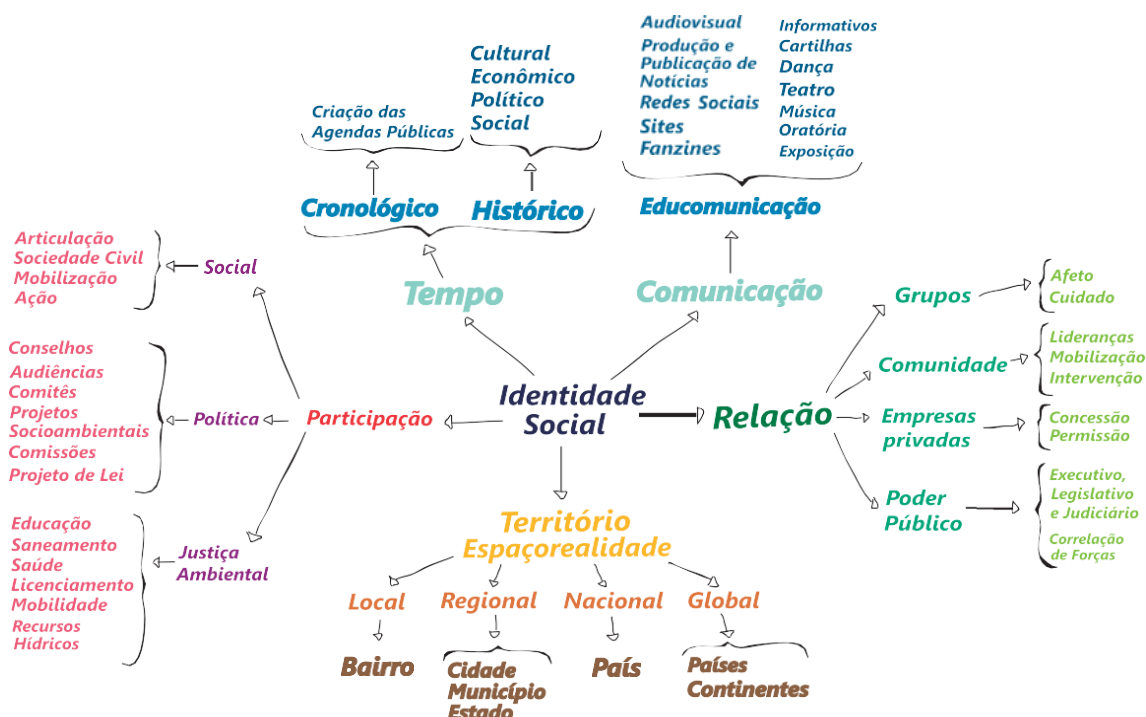 Audiovisual
Produção e
Publicação de
Notícias
Redes Sociais
Sites
Fanzines
Informativos
Cartilhas
Dança
Teatro
Música
Oratória
Exposição
Cultural
Econômico
Político
Social
Criação das
Agendas Públicas
Cronológico
Histórico
Educomunicação
Tempo
Comunicação
Articulação
Sociedade Civil
Mobilização
Ação
Social
Conselhos
Audiências
Comitês
Projetos
Socioambientais
Comissões
Projeto de Lei
Política
Participação
Educação
Saneamento
Saúde
Licenciamento
Mobilidade
Recursos
Hídricos
Justiça
Ambiental
Identidade
Social
Relação
Grupos
Afeto
Cuidado
Comunidade
Lideranças
Mobilização
Intervenção
Empresas
privadas
Concessão
Permissão
Poder
Público
Executivo,
Legislativo
e Judiciário
Correlação
de Forças
Território
Espaçorealidade
Local
Regional
Nacional
Global
Bairro
Cidade
Município
Estado
País
Países
Continentes